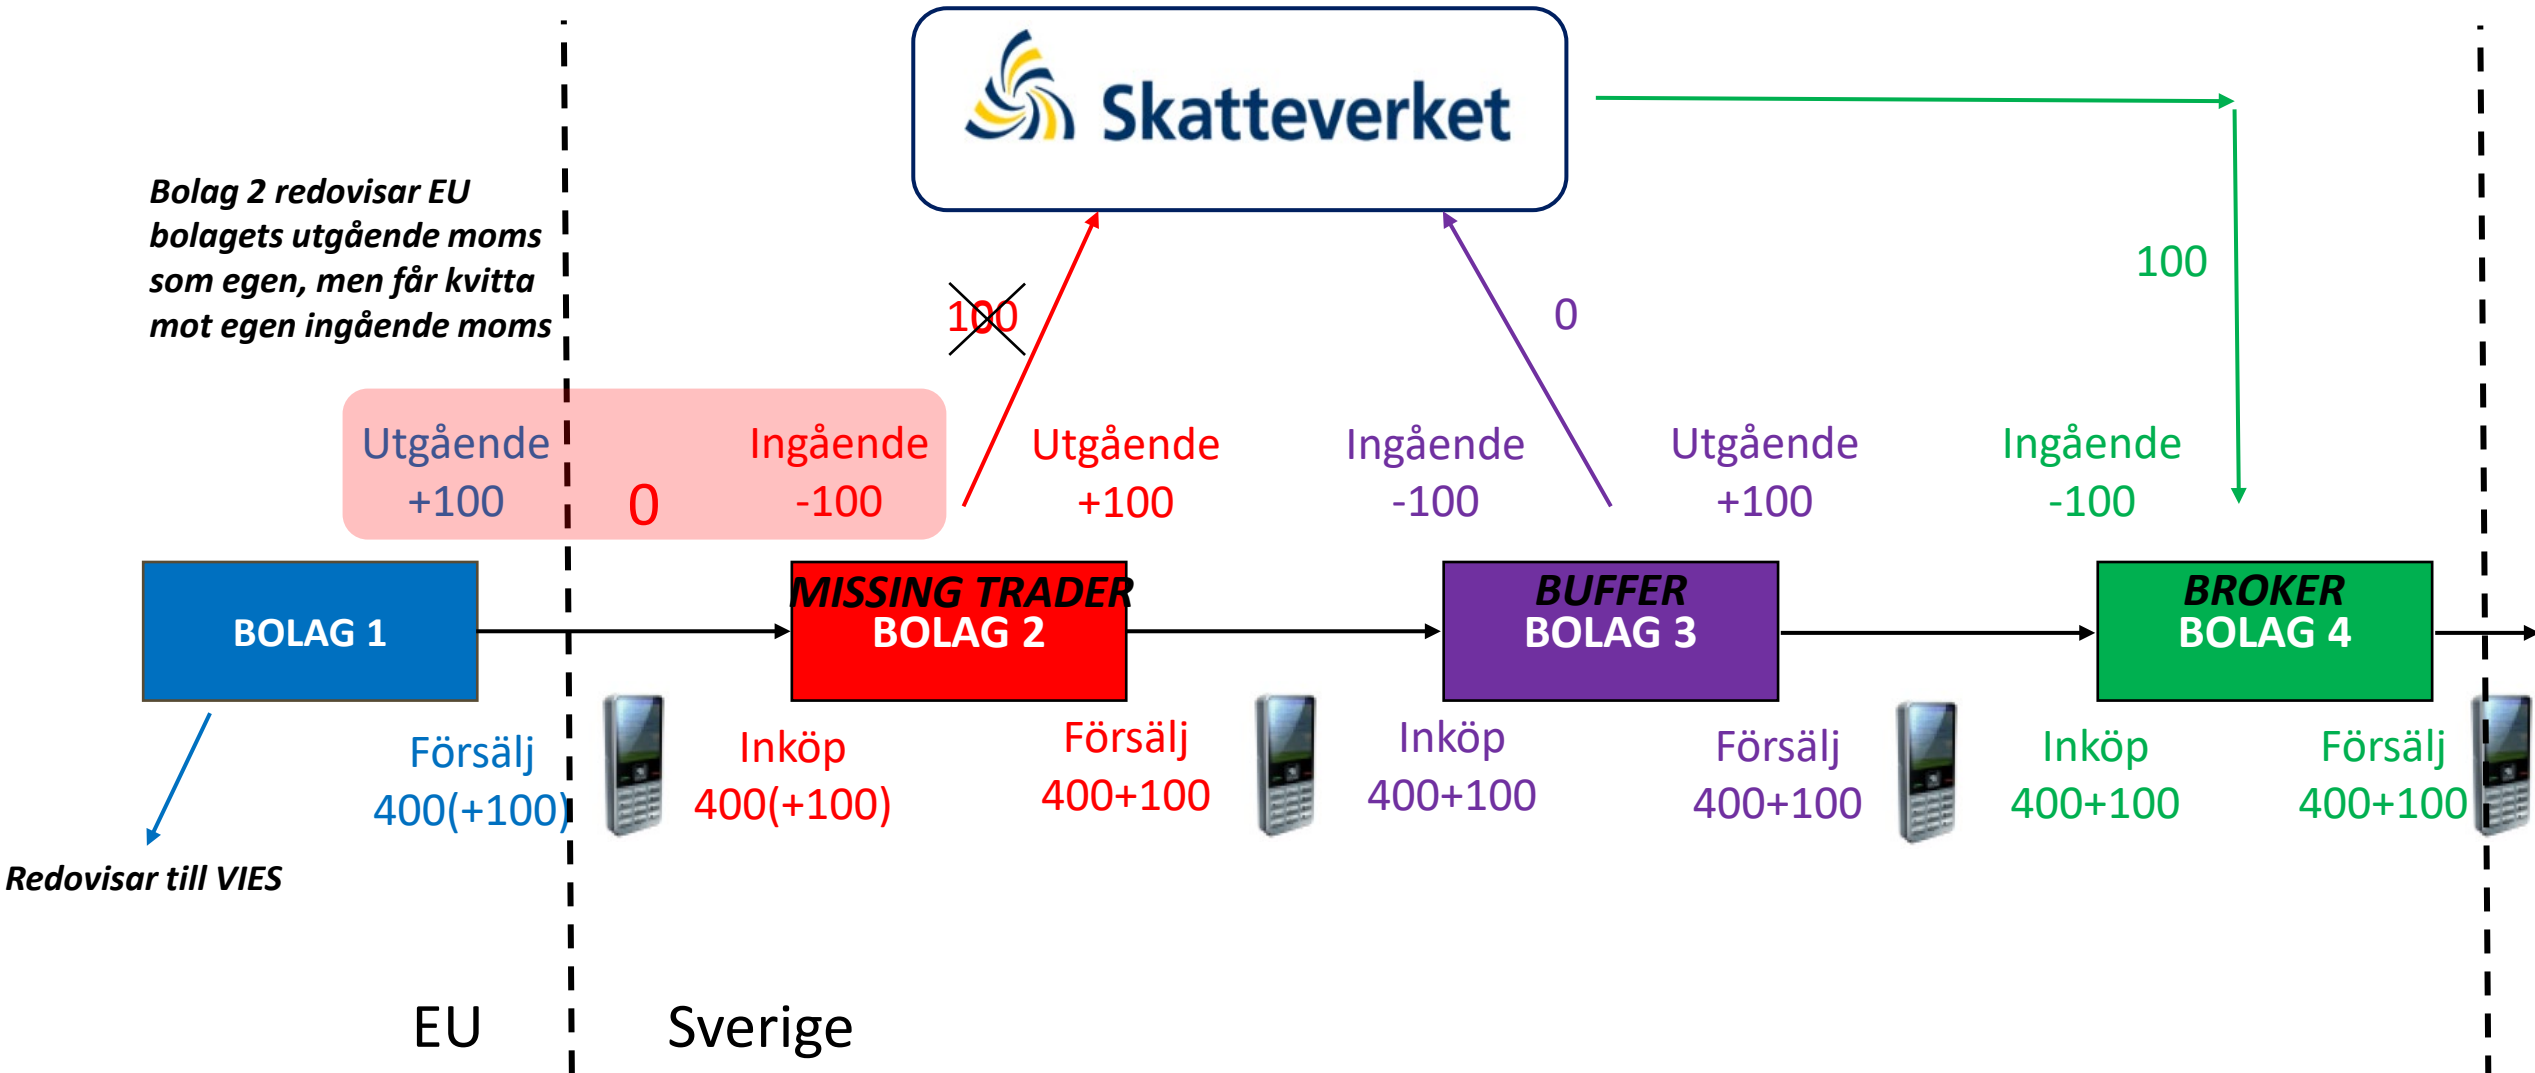 Skatteverket
Bolag 2 redovisar EU
bolagets utgående moms
som egen, men får kvitta
mot egen ingående moms
100
100
0
Utgående
+100
0
Ingående
-100
Utgående
+100
Ingående
-100
Utgående
+100
Ingående
-100
BOLAG 1
MISSING TRADER
BOLAG 2
BUFFER
BOLAG 3
BROKER
BOLAG 4
Försälj
400(+100)
Inköp
400(+100)
Försälj
400+100
Inköp
400+100
Försälj
400+100
Inköp
400+100
Försälj
400+100
Redovisar till VIES
EU
Sverige